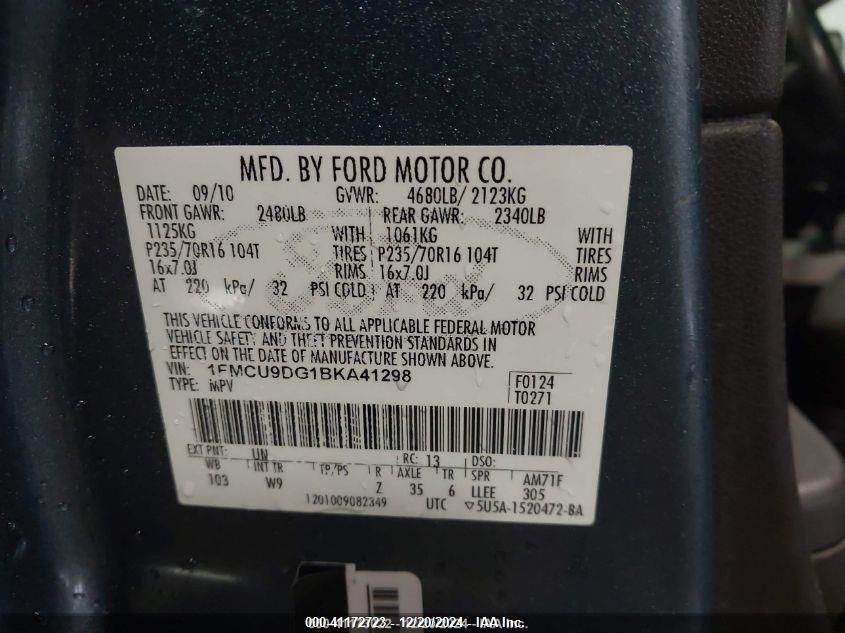 MFD. BY FORD MOTOR CO.
DATE: 09/10 GVWR: 4680LB/ 2123KG
FRONT GAWR: 2480LB REAR GAWR: 2340LB
1125KG WITH 1061KG WITH
P235/70R16 104T TIRES P235/70R16 104T TIRES
16x7.0J RIMS 16x7.0J RIMS
AT 220 kPa/ 32 PSI COLD AT 220 kPa/ 32 PSI COLD
THIS VEHICLE CONFORMS TO ALL APPLICABLE FEDERAL MOTOR
VEHICLE SAFETY AND THEFT PREVENTION STANDARDS IN
EFFECT ON THE DATE OF MANUFACTURE SHOWN ABOVE.
VIN: 1FMCU9DG1BKA41298 F0124
TYPE: MPV T0271
EXT PNT: UN RC: 13 DSO:
WB INT TR TP/PS R AXLE TR SPR AM71F
103 W9 Z 35 6 LLEE 305
1201009082349 UTC ▽5U5A-1520472-BA
000-41172723 - 12/20/2024 - IAA Inc.